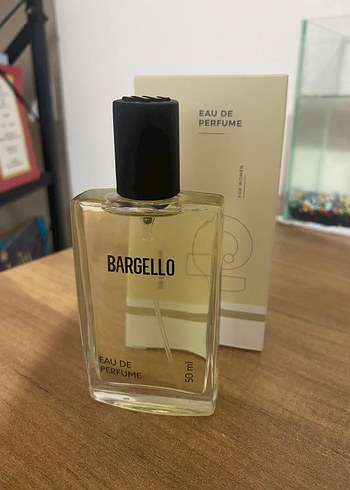 EAU DE
PERFUME
FOR WOMEN
BARGELLO
EAU DE
PERFUME
50 ml